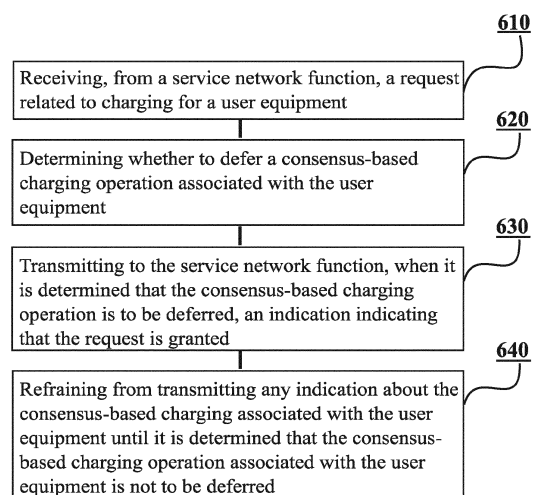 610
Receiving, from a service network function, a request
related to charging for a user equipment
620
Determining whether to defer a consensus-based
charging operation associated with the user
equipment
630
Transmitting to the service network function, when it
is determined that the consensus-based charging
operation is to be deferred, an indication indicating
that the request is granted
640
Refraining from transmitting any indication about the
consensus-based charging associated with the user
equipment until it is determined that the consensus-
based charging operation associated with the user
equipment is not to be deferred